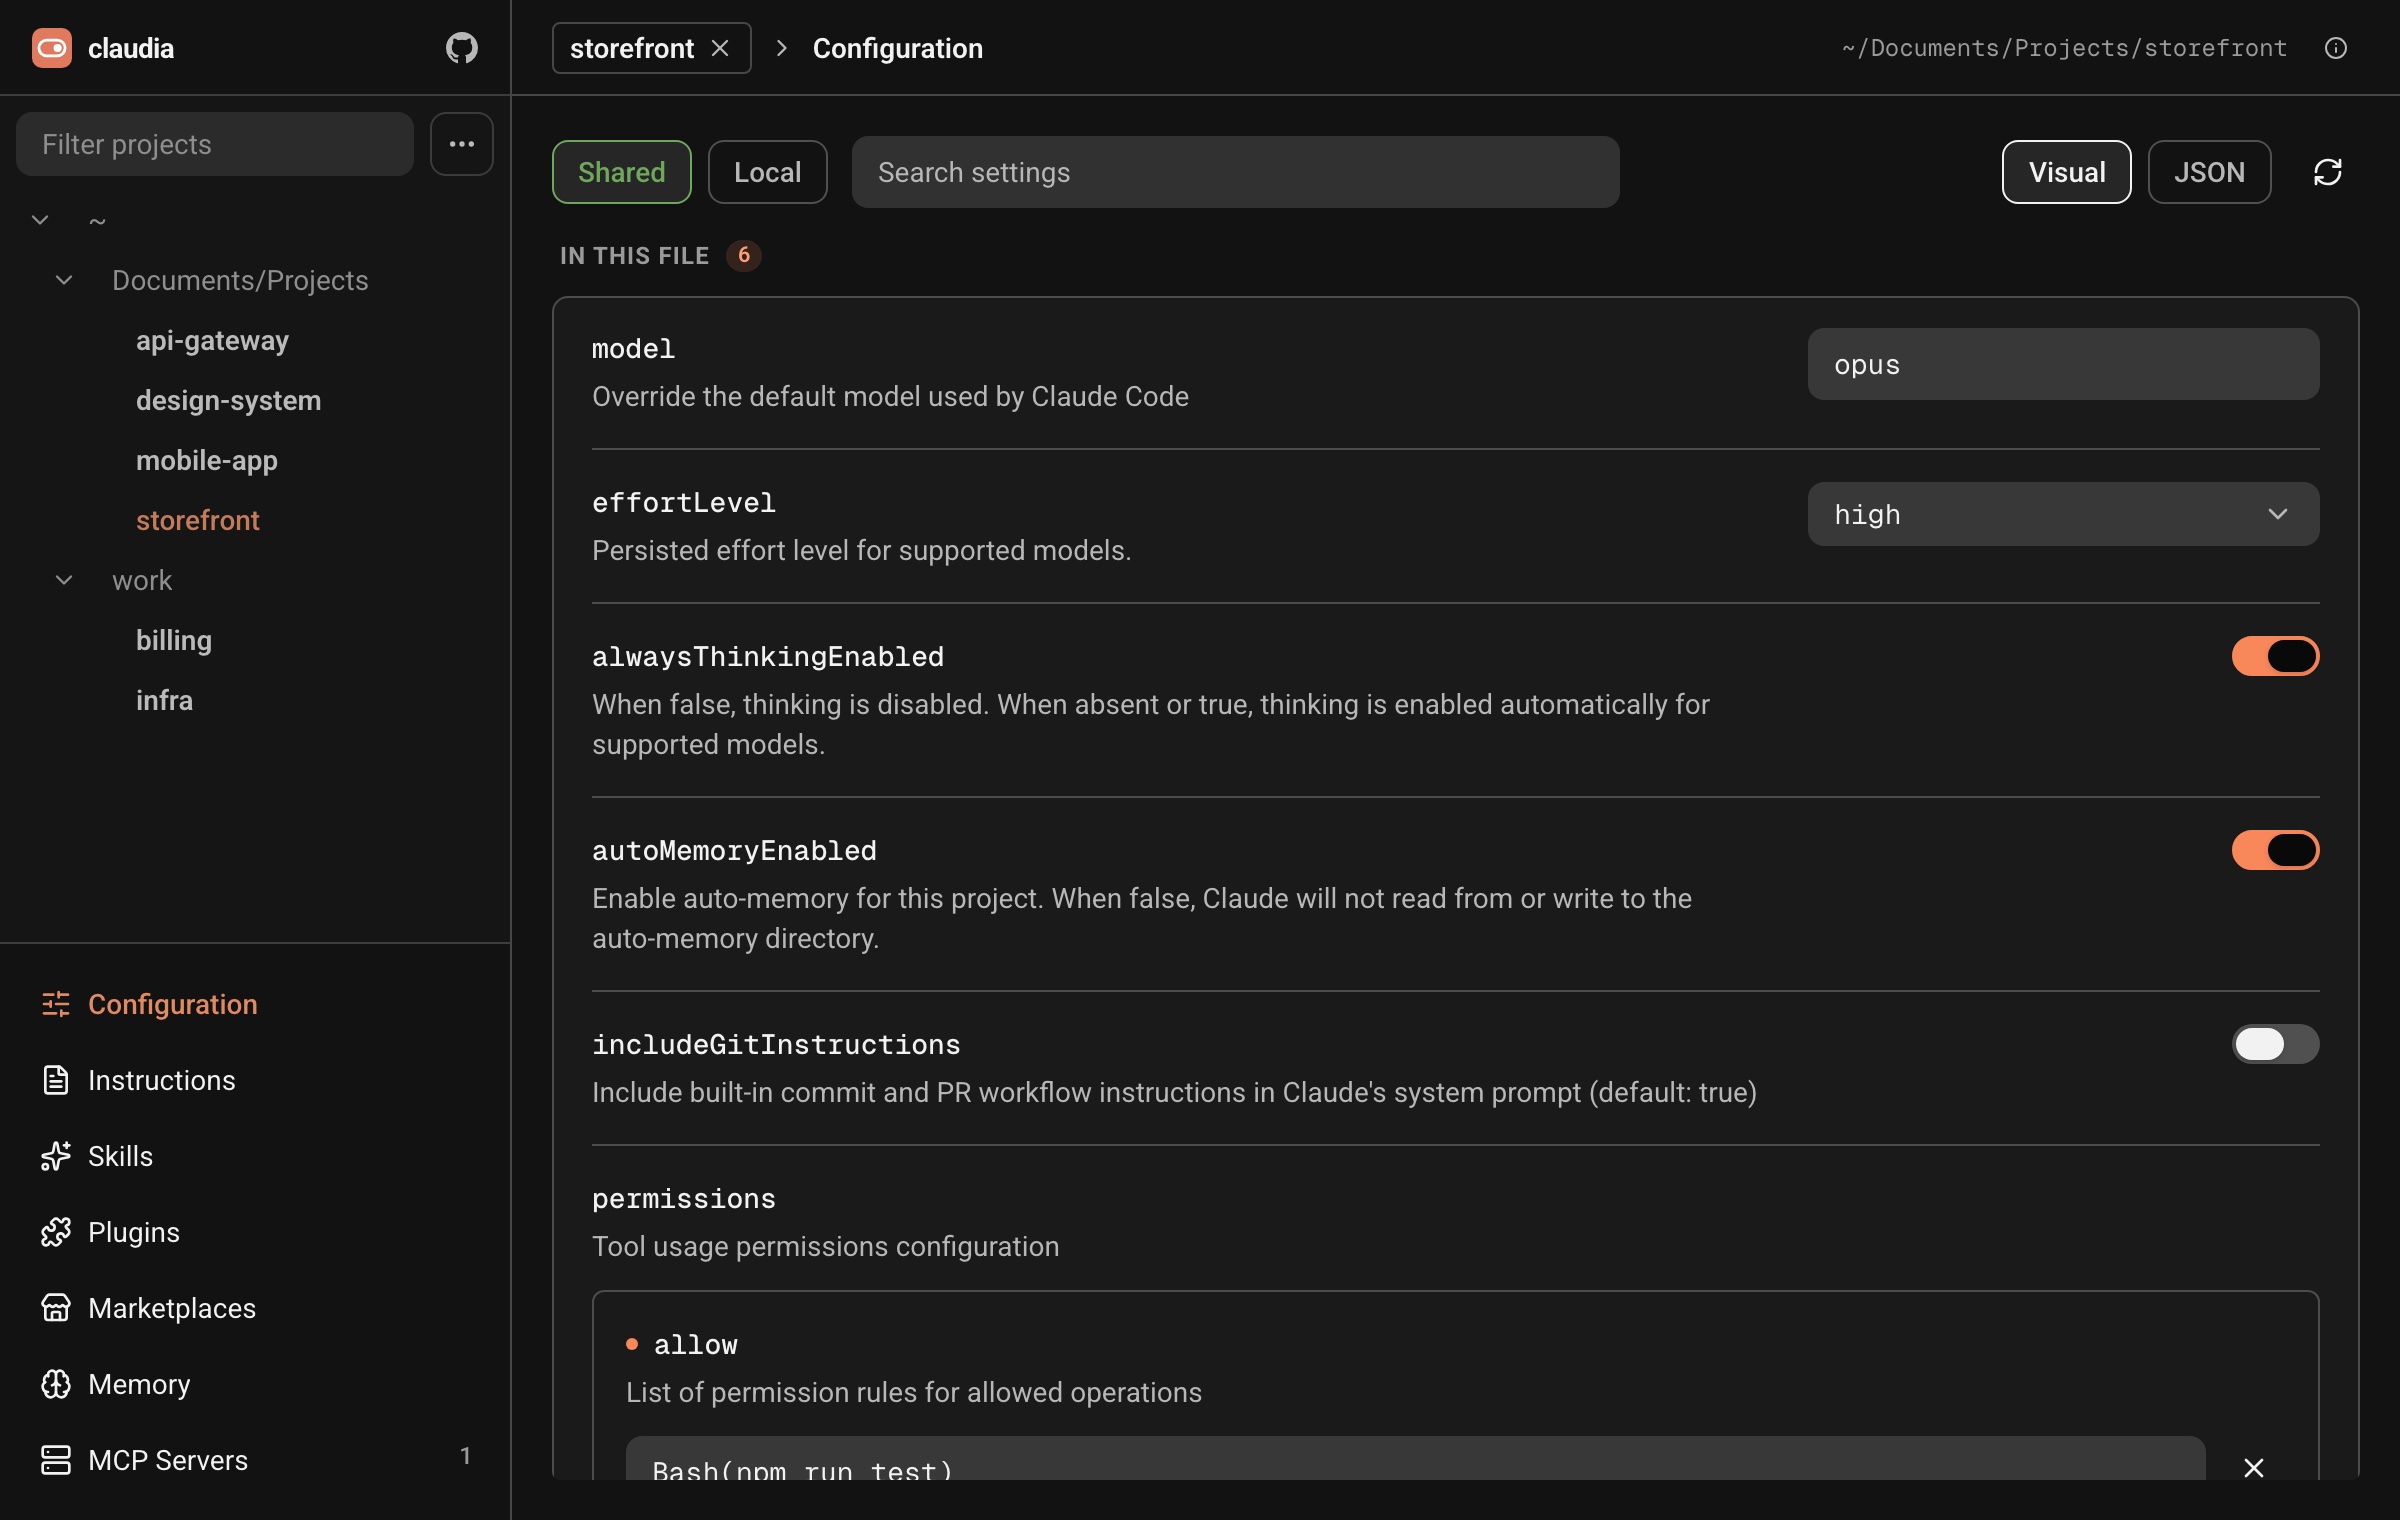 claudia
Filter projects
~
Documents/Projects
api-gateway
design-system
mobile-app
storefront
work
billing
infra
Configuration
Instructions
Skills
Plugins
Marketplaces
Memory
MCP Servers 1
storefront
Configuration
~/Documents/Projects/storefront
Shared
Local
Search settings
Visual
JSON
IN THIS FILE 6
model
opus
Override the default model used by Claude Code
effortLevel
high
Persisted effort level for supported models.
alwaysThinkingEnabled
When false, thinking is disabled. When absent or true, thinking is enabled automatically for
supported models.
autoMemoryEnabled
Enable auto-memory for this project. When false, Claude will not read from or write to the
auto-memory directory.
includeGitInstructions
Include built-in commit and PR workflow instructions in Claude's system prompt (default: true)
permissions
Tool usage permissions configuration
allow
List of permission rules for allowed operations
Bash(npm run test)